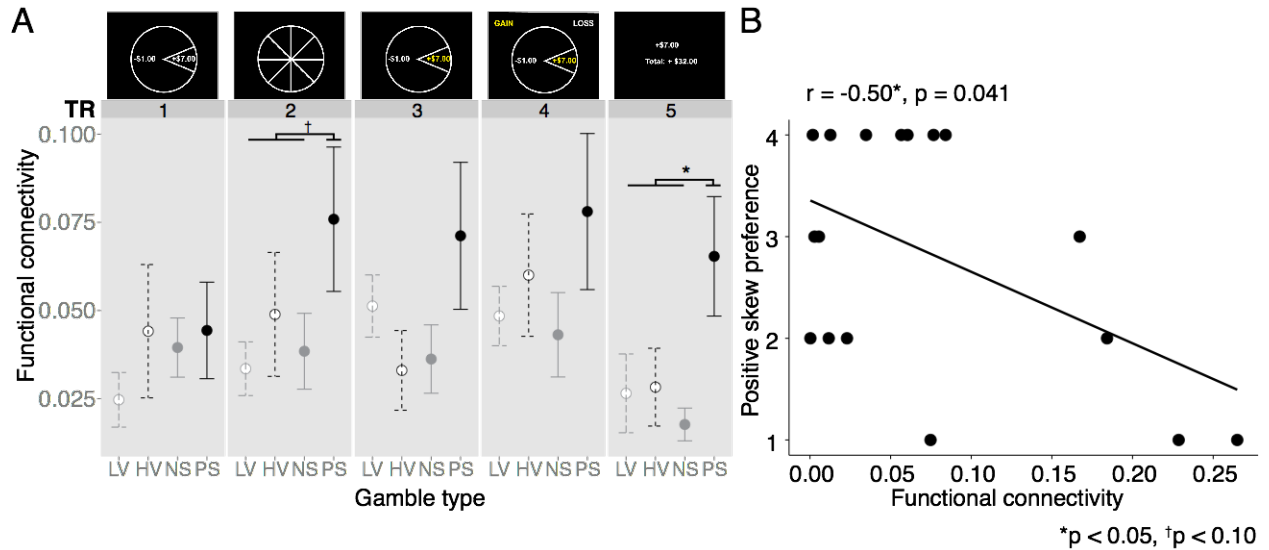 A
B
-$1.00 +$7.00
-$1.00 +$7.00
GAIN LOSS
-$1.00 +$7.00
+$7.00
Total: + $32.00
TR 1 2 3 4 5
r = -0.50*, p = 0.041
0.100
0.075
0.050
0.025
Functional connectivity
†
*
LV HV NS PS LV HV NS PS LV HV NS PS LV HV NS PS LV HV NS PS
Gamble type
Positive skew preference
4
3
2
1
0.00 0.05 0.10 0.15 0.20 0.25
Functional connectivity
*p < 0.05, †p < 0.10